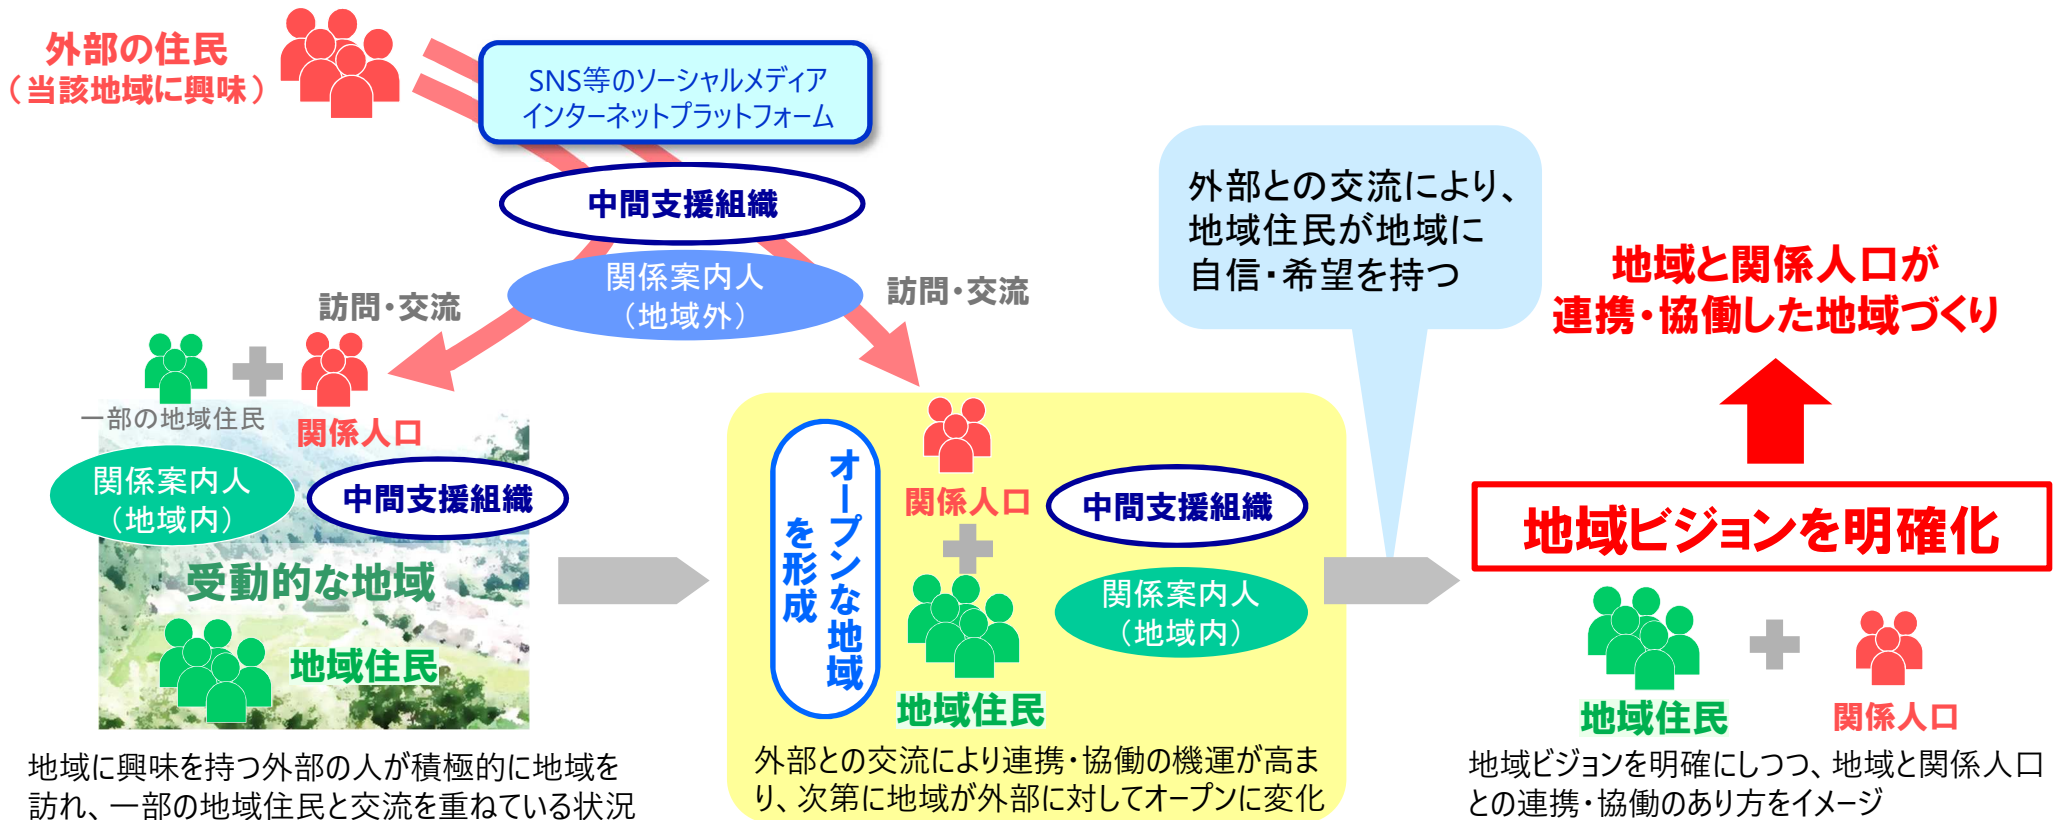 外部の住民
（当該地域に興味）
SNS等のソーシャルメディア
インターネットプラットフォーム
中間支援組織
関係案内人
（地域外）
訪問・交流
訪問・交流
一部の地域住民
関係人口
関係案内人
（地域内）
中間支援組織
受動的な地域
地域住民
地域に興味を持つ外部の人が積極的に地域を
訪れ、一部の地域住民と交流を重ねている状況
オープンな地域
を形成
関係人口
中間支援組織
関係案内人
（地域内）
地域住民
外部との交流により連携・協働の機運が高ま
り、次第に地域が外部に対してオープンに変化
外部との交流により、
地域住民が地域に
自信・希望を持つ
地域と関係人口が
連携・協働した地域づくり
地域ビジョンを明確化
地域住民
関係人口
地域ビジョンを明確にしつつ、地域と関係人口
との連携・協働のあり方をイメージ